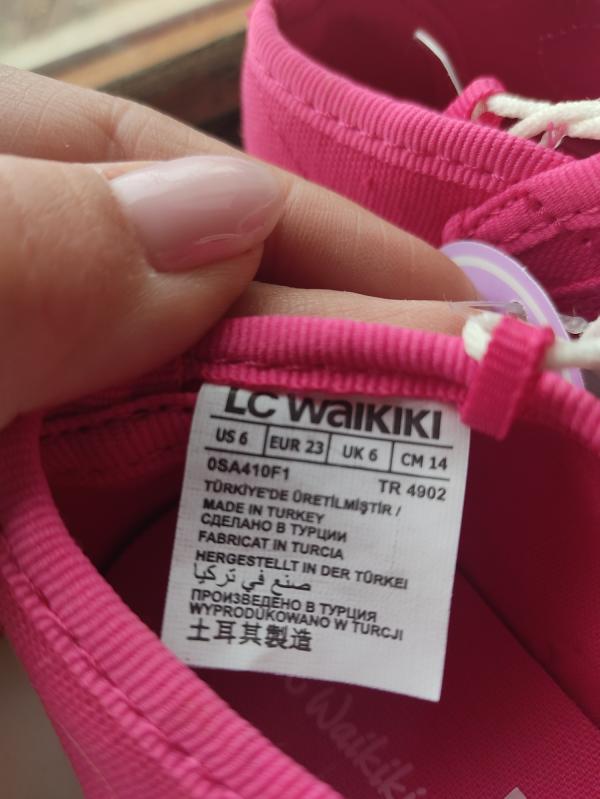 LC WAIKIKI
US 6 EUR 23 UK 6 CM 14
0SA410F1 TR 4902
TÜRKİYE'DE ÜRETİLMİŞTİR /
MADE IN TURKEY
СДЕЛАНО В ТУРЦИИ
FABRICAT IN TURCIA
HERGESTELLT IN DER TÜRKEI
صنع في تركيا
ПРОИЗВЕДЕНО В ТУРЦИЯ
WYPRODUKOWANO W TURCJI
土耳其製造
Waikiki